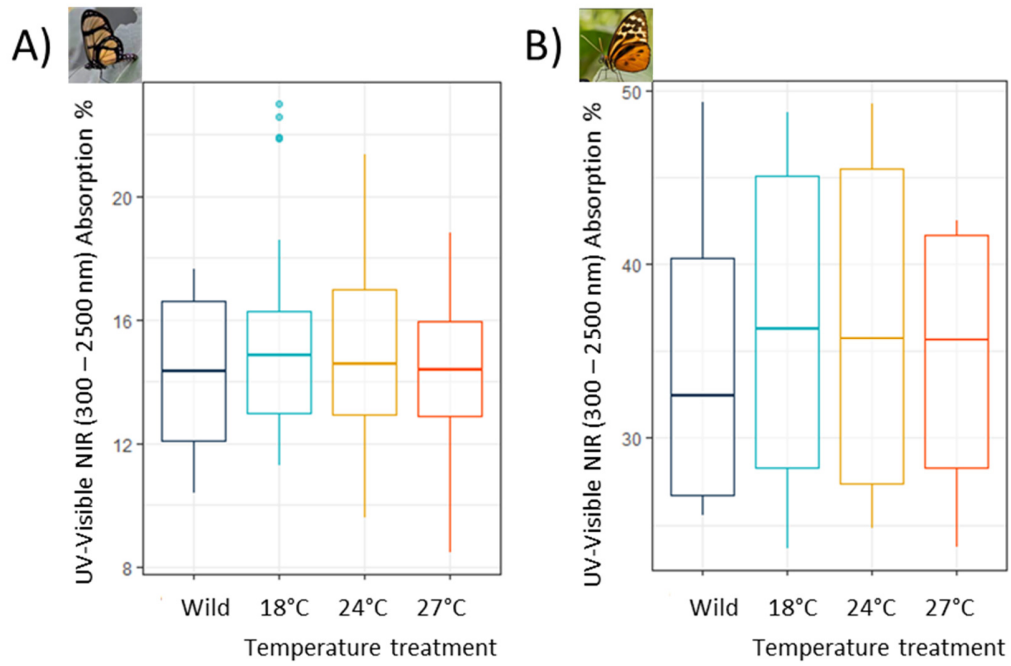 A)
UV-Visible NIR (300 – 2500 nm) Absorption %
20
16
12
8
Wild 18°C 24°C 27°C
Temperature treatment
B)
UV-Visible NIR (300 – 2500 nm) Absorption %
50
40
30
Wild 18°C 24°C 27°C
Temperature treatment